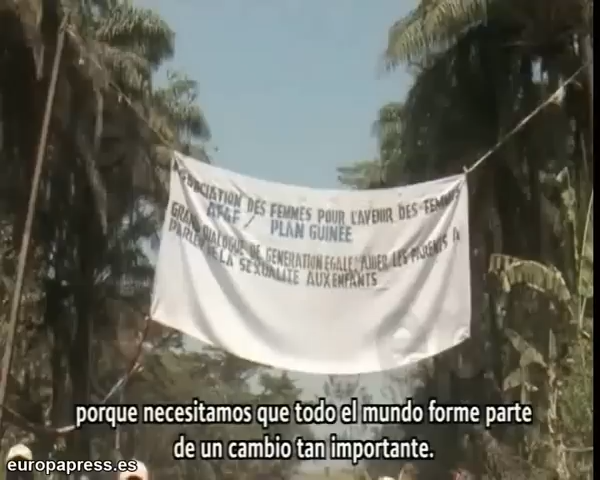 ASSOCIATION DES FEMMES POUR L'AVENIR DES FEMMES
AFAF / PLAN GUINEE
GRAND DIALOGUE DE GENERATION EGALE: AIDER LES PARENTS A
PARLER DE LA SEXUALITE AUX ENFANTS
porque necesitamos que todo el mundo forme parte
de un cambio tan importante.
europapress.es